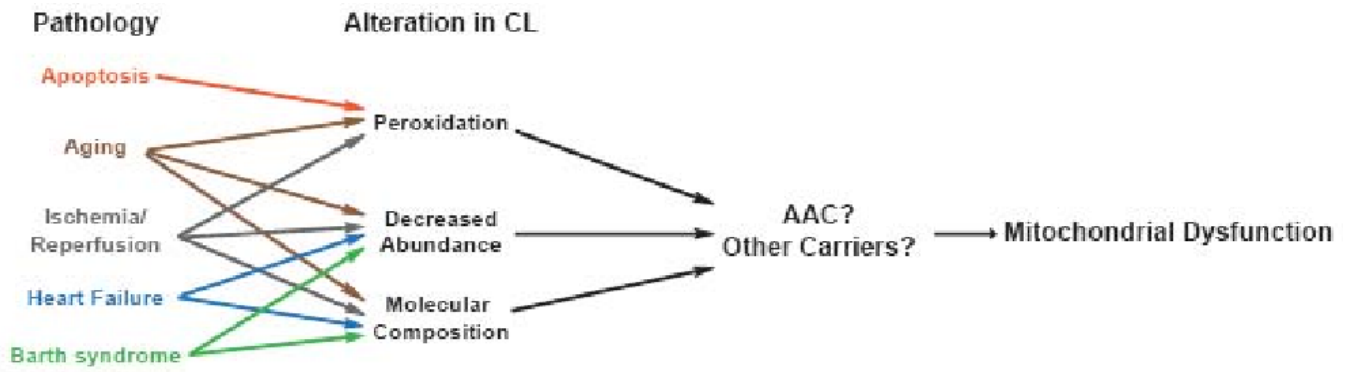 Pathology
Alteration in CL
Apoptosis
Peroxidation
Aging
Ischemia/
Reperfusion
Decreased
Abundance
Heart Failure
Molecular
Composition
Barth syndrome
AAC?
Other Carriers?
Mitochondrial Dysfunction